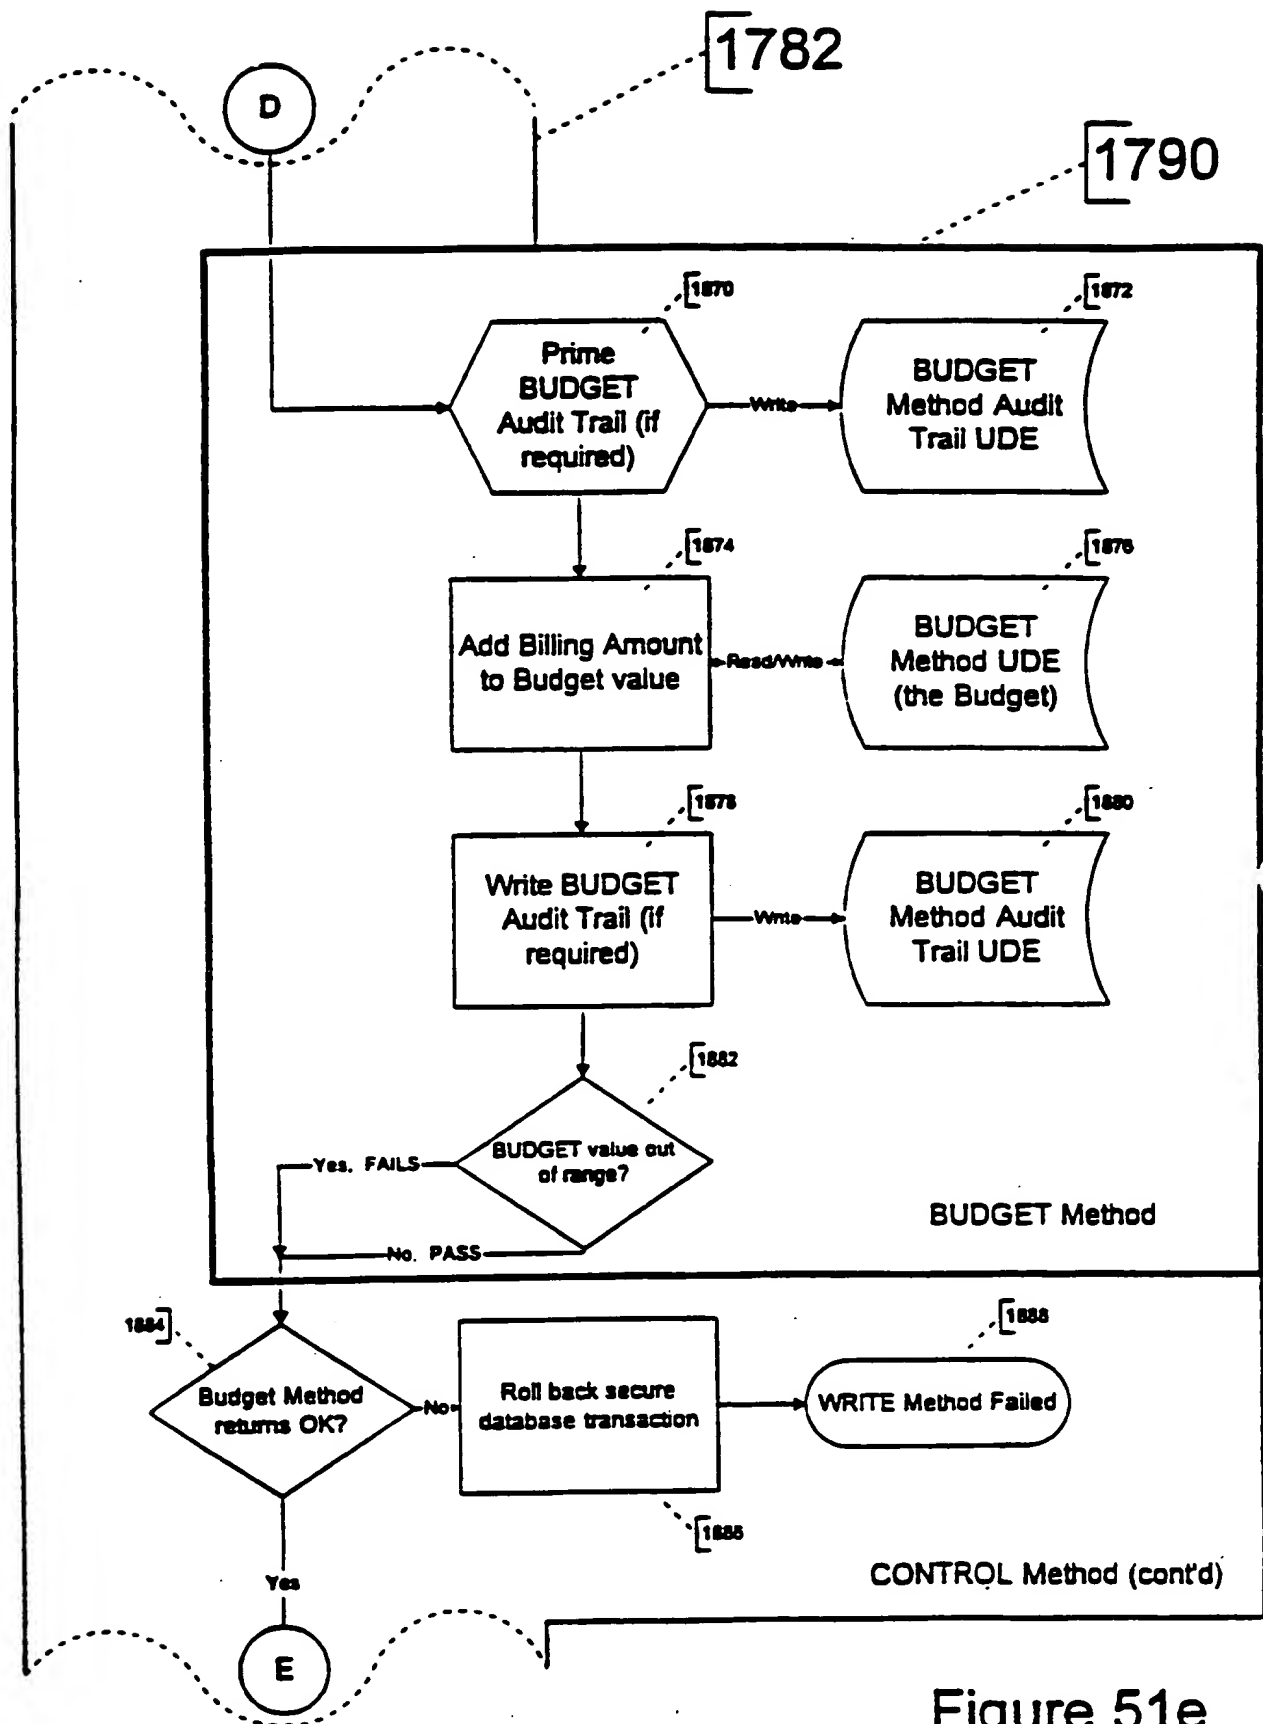 1782
D
1790
1870
1872
Prime
BUDGET
Audit Trail (if
required)
Write
BUDGET
Method Audit
Trail UDE
1874
1876
Add Billing Amount
to Budget value
Read/Write
BUDGET
Method UDE
(the Budget)
1878
1880
Write BUDGET
Audit Trail (if
required)
Write
BUDGET
Method Audit
Trail UDE
1882
BUDGET value out
of range?
Yes. FAILS
BUDGET Method
No. PASS
1884
1888
Budget Method
returns OK?
No
Roll back secure
database transaction
WRITE Method Failed
CONTROL Method (cont'd)
Yes
E
Figure 51e